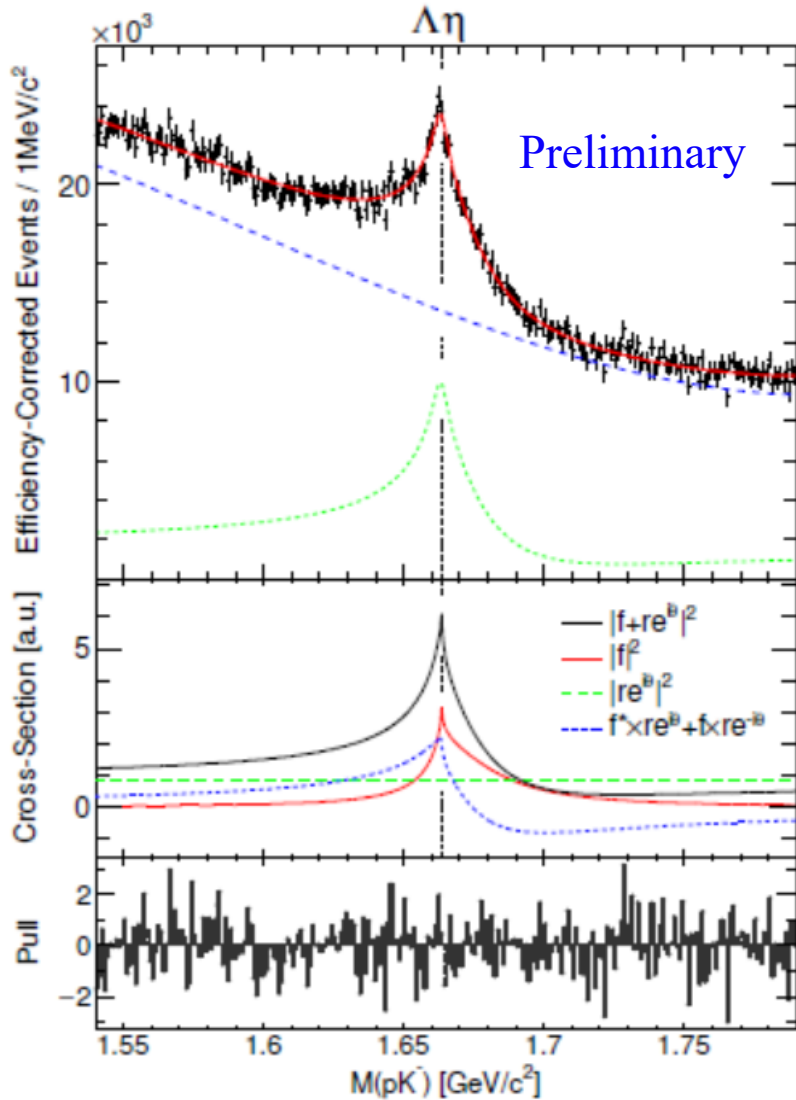 ×10³
Λη
Efficiency-Corrected Events / 1MeV/c²
20
10
Preliminary
Cross-Section [a.u.]
5
0
|f+re^{iθ}|²
|f|²
|re^{iθ}|²
f*×re^{iθ}+f×re^{-iθ}
Pull
2
0
−2
1.55 1.6 1.65 1.7 1.75
M(pK⁻) [GeV/c²]